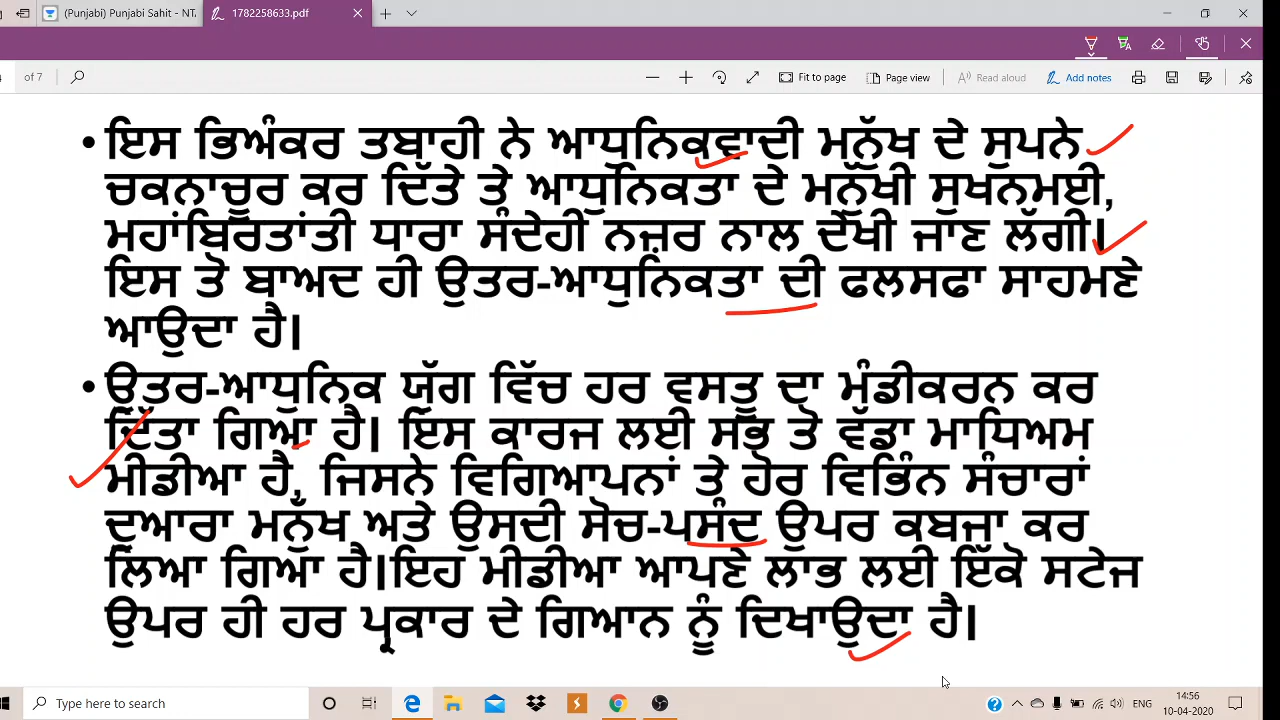 (Punjabi) Punjabi Sahit - NT.
1782258633.pdf
of 7
Fit to page
Page view
Read aloud
Add notes
• ਇਸ ਭਿਅੰਕਰ ਤਬਾਹੀ ਨੇ ਆਧੁਨਿਕਵਾਦੀ ਮਨੁੱਖ ਦੇ ਸੁਪਨੇ
ਚਕਨਾਚੂਰ ਕਰ ਦਿੱਤੇ ਤੇ ਆਧੁਨਿਕਤਾ ਦੇ ਮਨੁੱਖੀ ਸੁਖਨਮਈ,
ਮਹਾਂਬਿਰਤਾਂਤੀ ਧਾਰਾ ਸੰਦੇਹੀ ਨਜ਼ਰ ਨਾਲ ਦੇਖੀ ਜਾਣ ਲੱਗੀ।
ਇਸ ਤੋ ਬਾਅਦ ਹੀ ਉਤਰ-ਆਧੁਨਿਕਤਾ ਦੀ ਫਲਸਫਾ ਸਾਹਮਣੇ
ਆਉਦਾ ਹੈ।
• ਉਤਰ-ਆਧੁਨਿਕ ਯੁੱਗ ਵਿੱਚ ਹਰ ਵਸਤੂ ਦਾ ਮੰਡੀਕਰਨ ਕਰ
ਦਿੱਤਾ ਗਿਆ ਹੈ। ਇਸ ਕਾਰਜ ਲਈ ਸਭ ਤੋ ਵੱਡਾ ਮਾਧਿਅਮ
ਮੀਡੀਆ ਹੈ, ਜਿਸਨੇ ਵਿਗਿਆਪਨਾਂ ਤੇ ਹੋਰ ਵਿਭਿੰਨ ਸੰਚਾਰਾਂ
ਦੁਆਰਾ ਮਨੁੱਖ ਅਤੇ ਉਸਦੀ ਸੋਚ-ਪਸੰਦ ਉਪਰ ਕਬਜਾ ਕਰ
ਲਿਆ ਗਿਆ ਹੈ।ਇਹ ਮੀਡੀਆ ਆਪਣੇ ਲਾਭ ਲਈ ਇੱਕੋ ਸਟੇਜ
ਉਪਰ ਹੀ ਹਰ ਪ੍ਰਕਾਰ ਦੇ ਗਿਆਨ ਨੂੰ ਦਿਖਾਉਦਾ ਹੈ।
Type here to search
ENG
14:56
10-04-2020